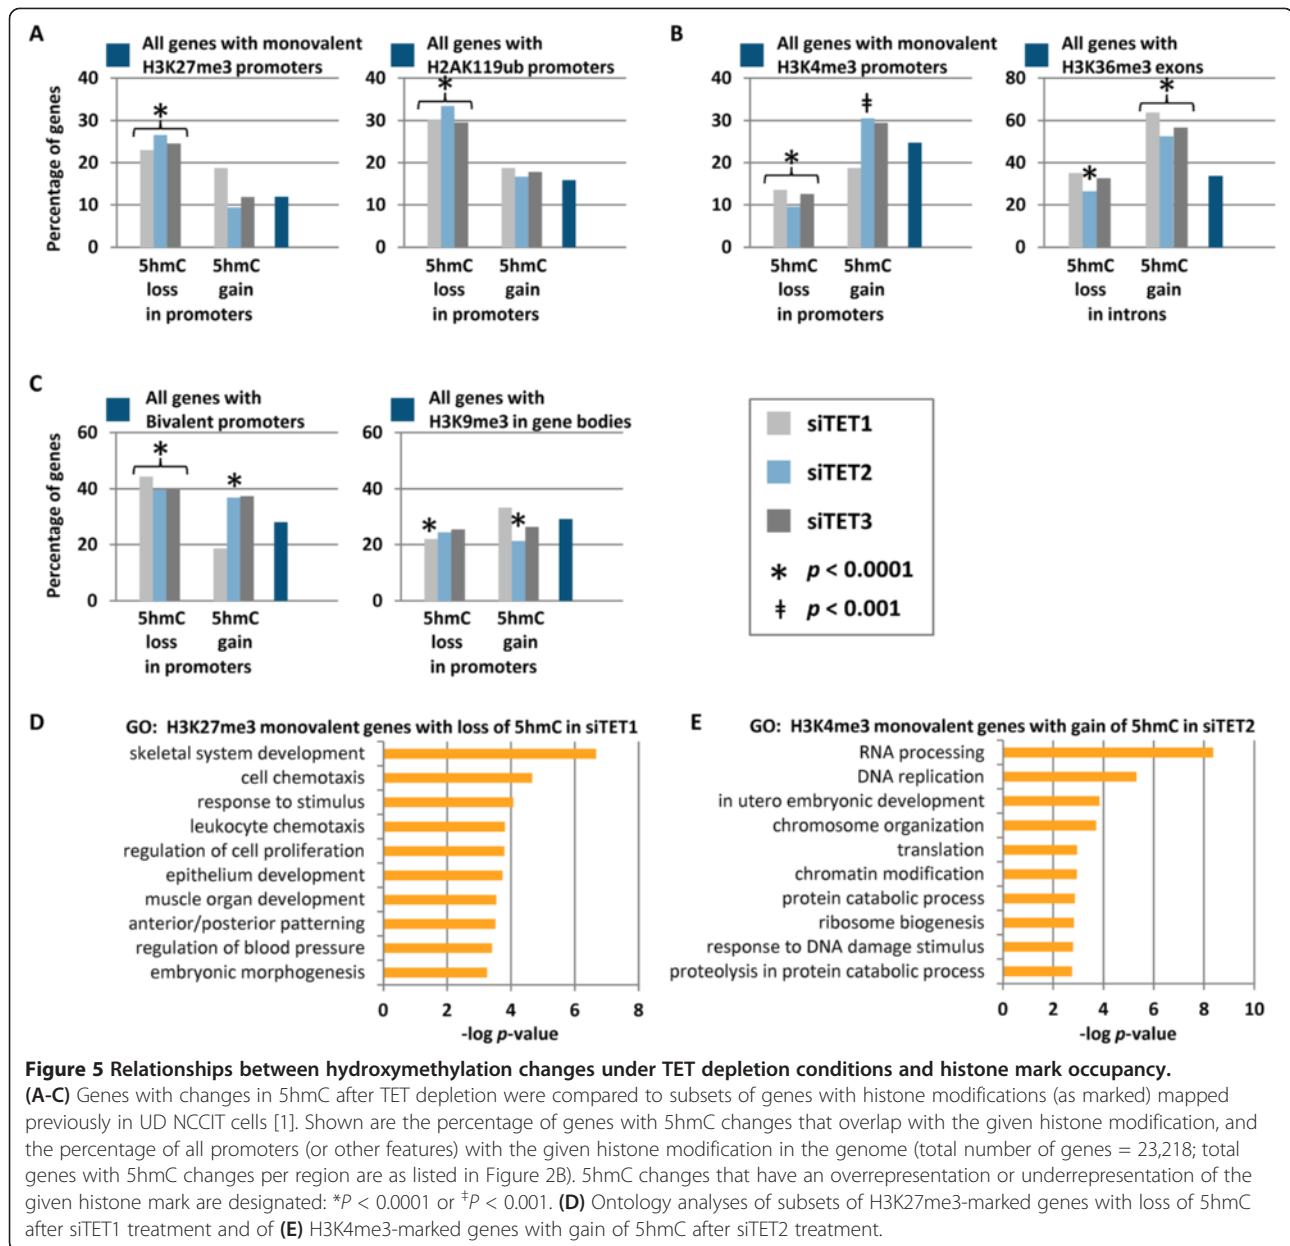 A
All genes with monovalent
H3K27me3 promoters
All genes with
H2AK119ub promoters
Percentage of genes
40
30
20
10
0
*
5hmC
loss
5hmC
gain
in promoters
40
30
20
10
0
*
5hmC
loss
5hmC
gain
in promoters
B
All genes with monovalent
H3K4me3 promoters
All genes with
H3K36me3 exons
40
30
20
10
0
*
ǂ
5hmC
loss
5hmC
gain
in promoters
80
60
40
20
0
*
*
5hmC
loss
5hmC
gain
in introns
C
All genes with
Bivalent promoters
All genes with
H3K9me3 in gene bodies
Percentage of genes
60
40
20
0
*
*
5hmC
loss
5hmC
gain
in promoters
60
40
20
0
*
*
5hmC
loss
5hmC
gain
in promoters
siTET1
siTET2
siTET3
* p < 0.0001
ǂ p < 0.001
D GO: H3K27me3 monovalent genes with loss of 5hmC in siTET1
skeletal system development
cell chemotaxis
response to stimulus
leukocyte chemotaxis
regulation of cell proliferation
epithelium development
muscle organ development
anterior/posterior patterning
regulation of blood pressure
embryonic morphogenesis
0 2 4 6 8
-log p-value
E GO: H3K4me3 monovalent genes with gain of 5hmC in siTET2
RNA processing
DNA replication
in utero embryonic development
chromosome organization
translation
chromatin modification
protein catabolic process
ribosome biogenesis
response to DNA damage stimulus
proteolysis in protein catabolic process
0 2 4 6 8 10
-log p-value
Figure 5 Relationships between hydroxymethylation changes under TET depletion conditions and histone mark occupancy.
(A-C) Genes with changes in 5hmC after TET depletion were compared to subsets of genes with histone modifications (as marked) mapped
previously in UD NCCIT cells [1]. Shown are the percentage of genes with 5hmC changes that overlap with the given histone modification, and
the percentage of all promoters (or other features) with the given histone modification in the genome (total number of genes = 23,218; total
genes with 5hmC changes per region are as listed in Figure 2B). 5hmC changes that have an overrepresentation or underrepresentation of the
given histone mark are designated: *P < 0.0001 or ‡P < 0.001. (D) Ontology analyses of subsets of H3K27me3-marked genes with loss of 5hmC
after siTET1 treatment and of (E) H3K4me3-marked genes with gain of 5hmC after siTET2 treatment.